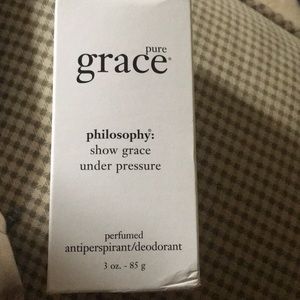 pure
grace®
philosophy®:
show grace
under pressure
perfumed
antiperspirant/deodorant
3 oz. - 85 g